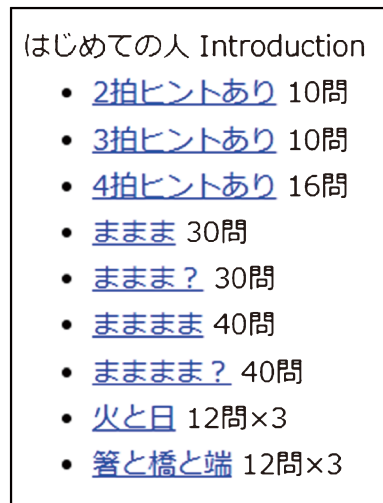 はじめての人 Introduction
• 2拍ヒントあり 10問
• 3拍ヒントあり 10問
• 4拍ヒントあり 16問
• ままま 30問
• ままま？ 30問
• まままま 40問
• まままま？ 40問
• 火と日 12問×3
• 箸と橋と端 12問×3